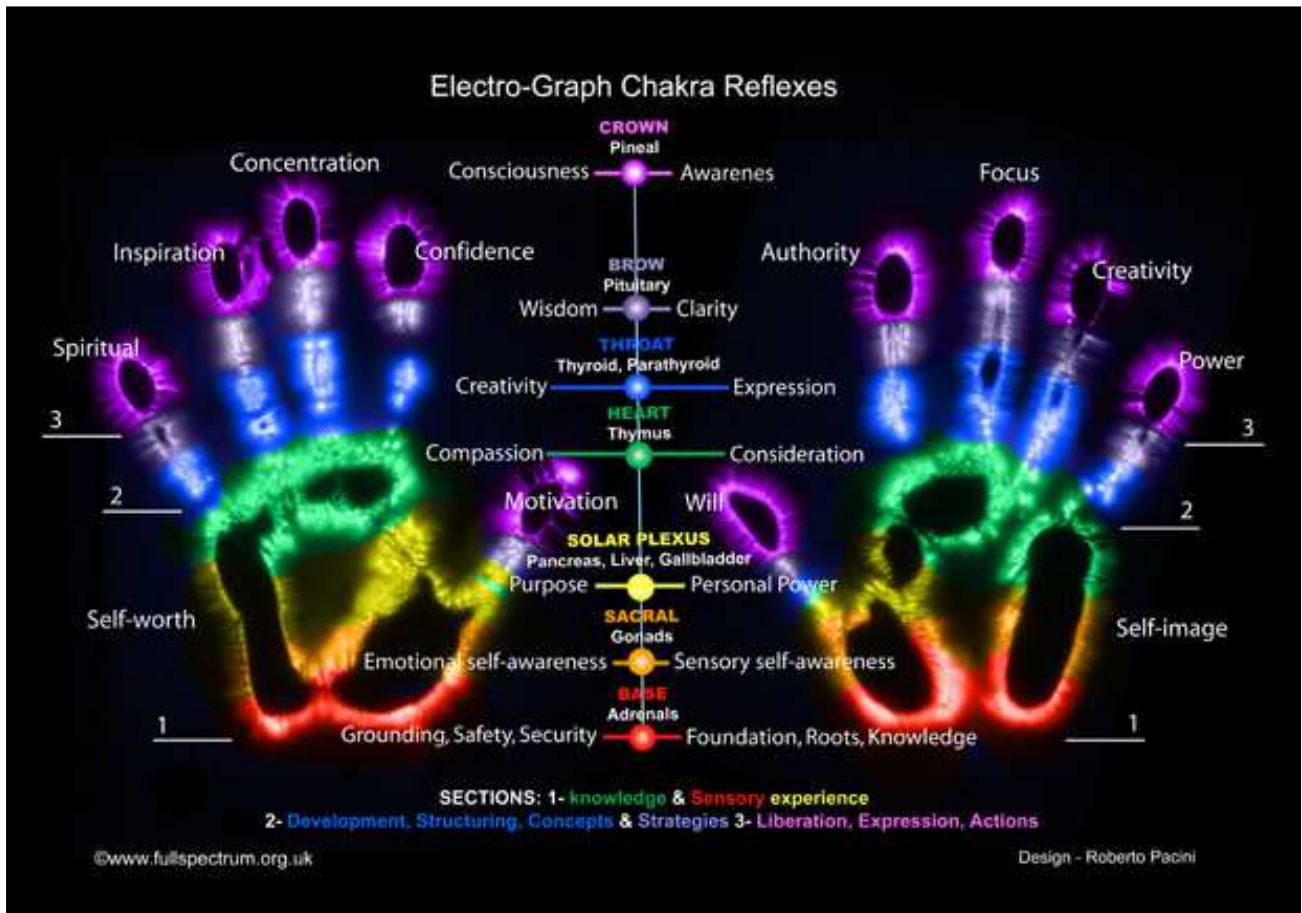 Electro-Graph Chakra Reflexes
CROWN
Pineal
Consciousness
Awarenes
Concentration
Focus
Inspiration
Confidence
Authority
Creativity
BROW
Pituitary
Wisdom
Clarity
Spiritual
THROAT
Thyroid, Parathyroid
Power
Creativity
Expression
3
HEART
Thymus
3
Compassion
Consideration
2
Motivation
Will
2
SOLAR PLEXUS
Pancreas, Liver, Gallbladder
Purpose
Personal Power
Self-worth
SACRAL
Gonads
Self-image
Emotional self-awareness
Sensory self-awareness
BASE
Adrenals
1
Grounding, Safety, Security
Foundation, Roots, Knowledge
1
SECTIONS: 1- knowledge & Sensory experience
2- Development, Structuring, Concepts & Strategies 3- Liberation, Expression, Actions
©www.fullspectrum.org.uk
Design - Roberto Pacini